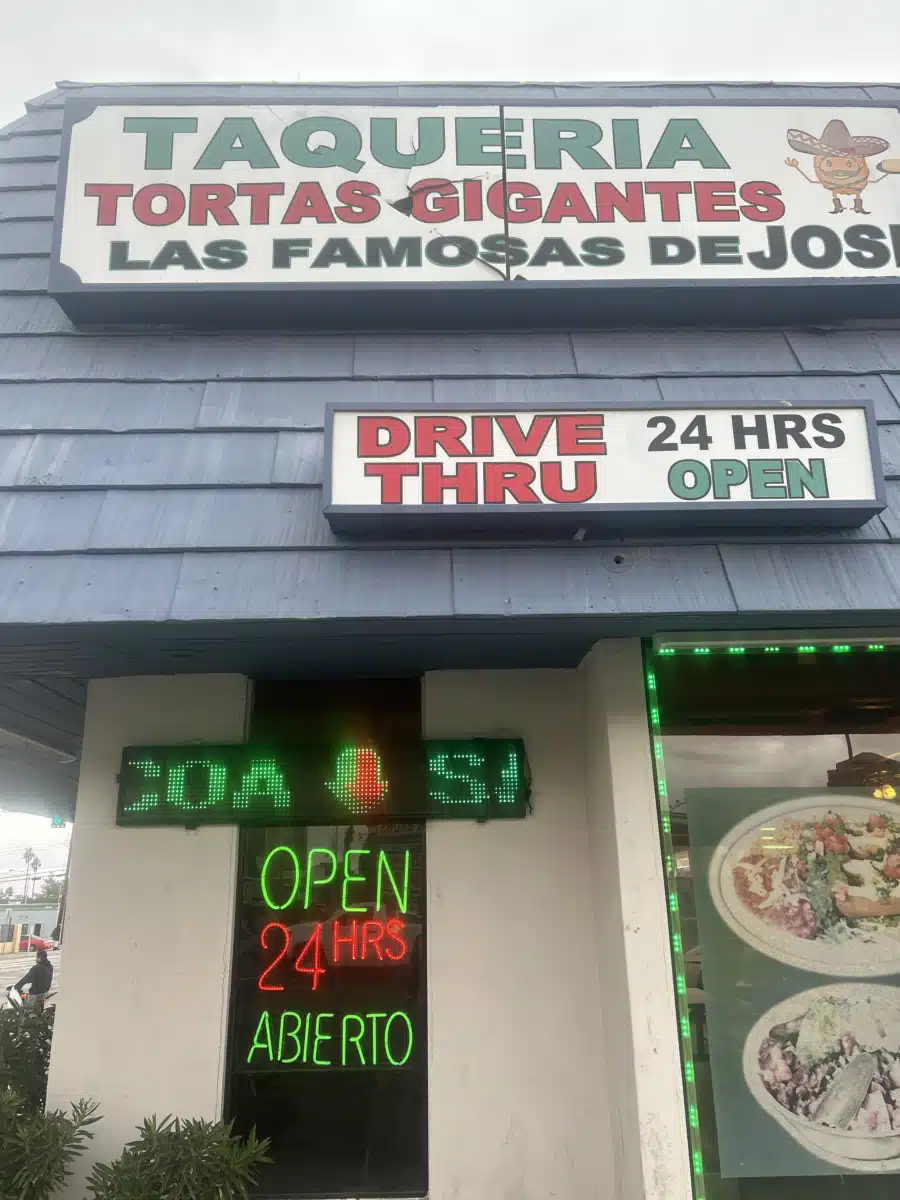 TAQUERIA
TORTAS GIGANTES
LAS FAMOSAS DE
DRIVE THRU
24 HRS
OPEN
OPEN
24 HRS
ABIERTO